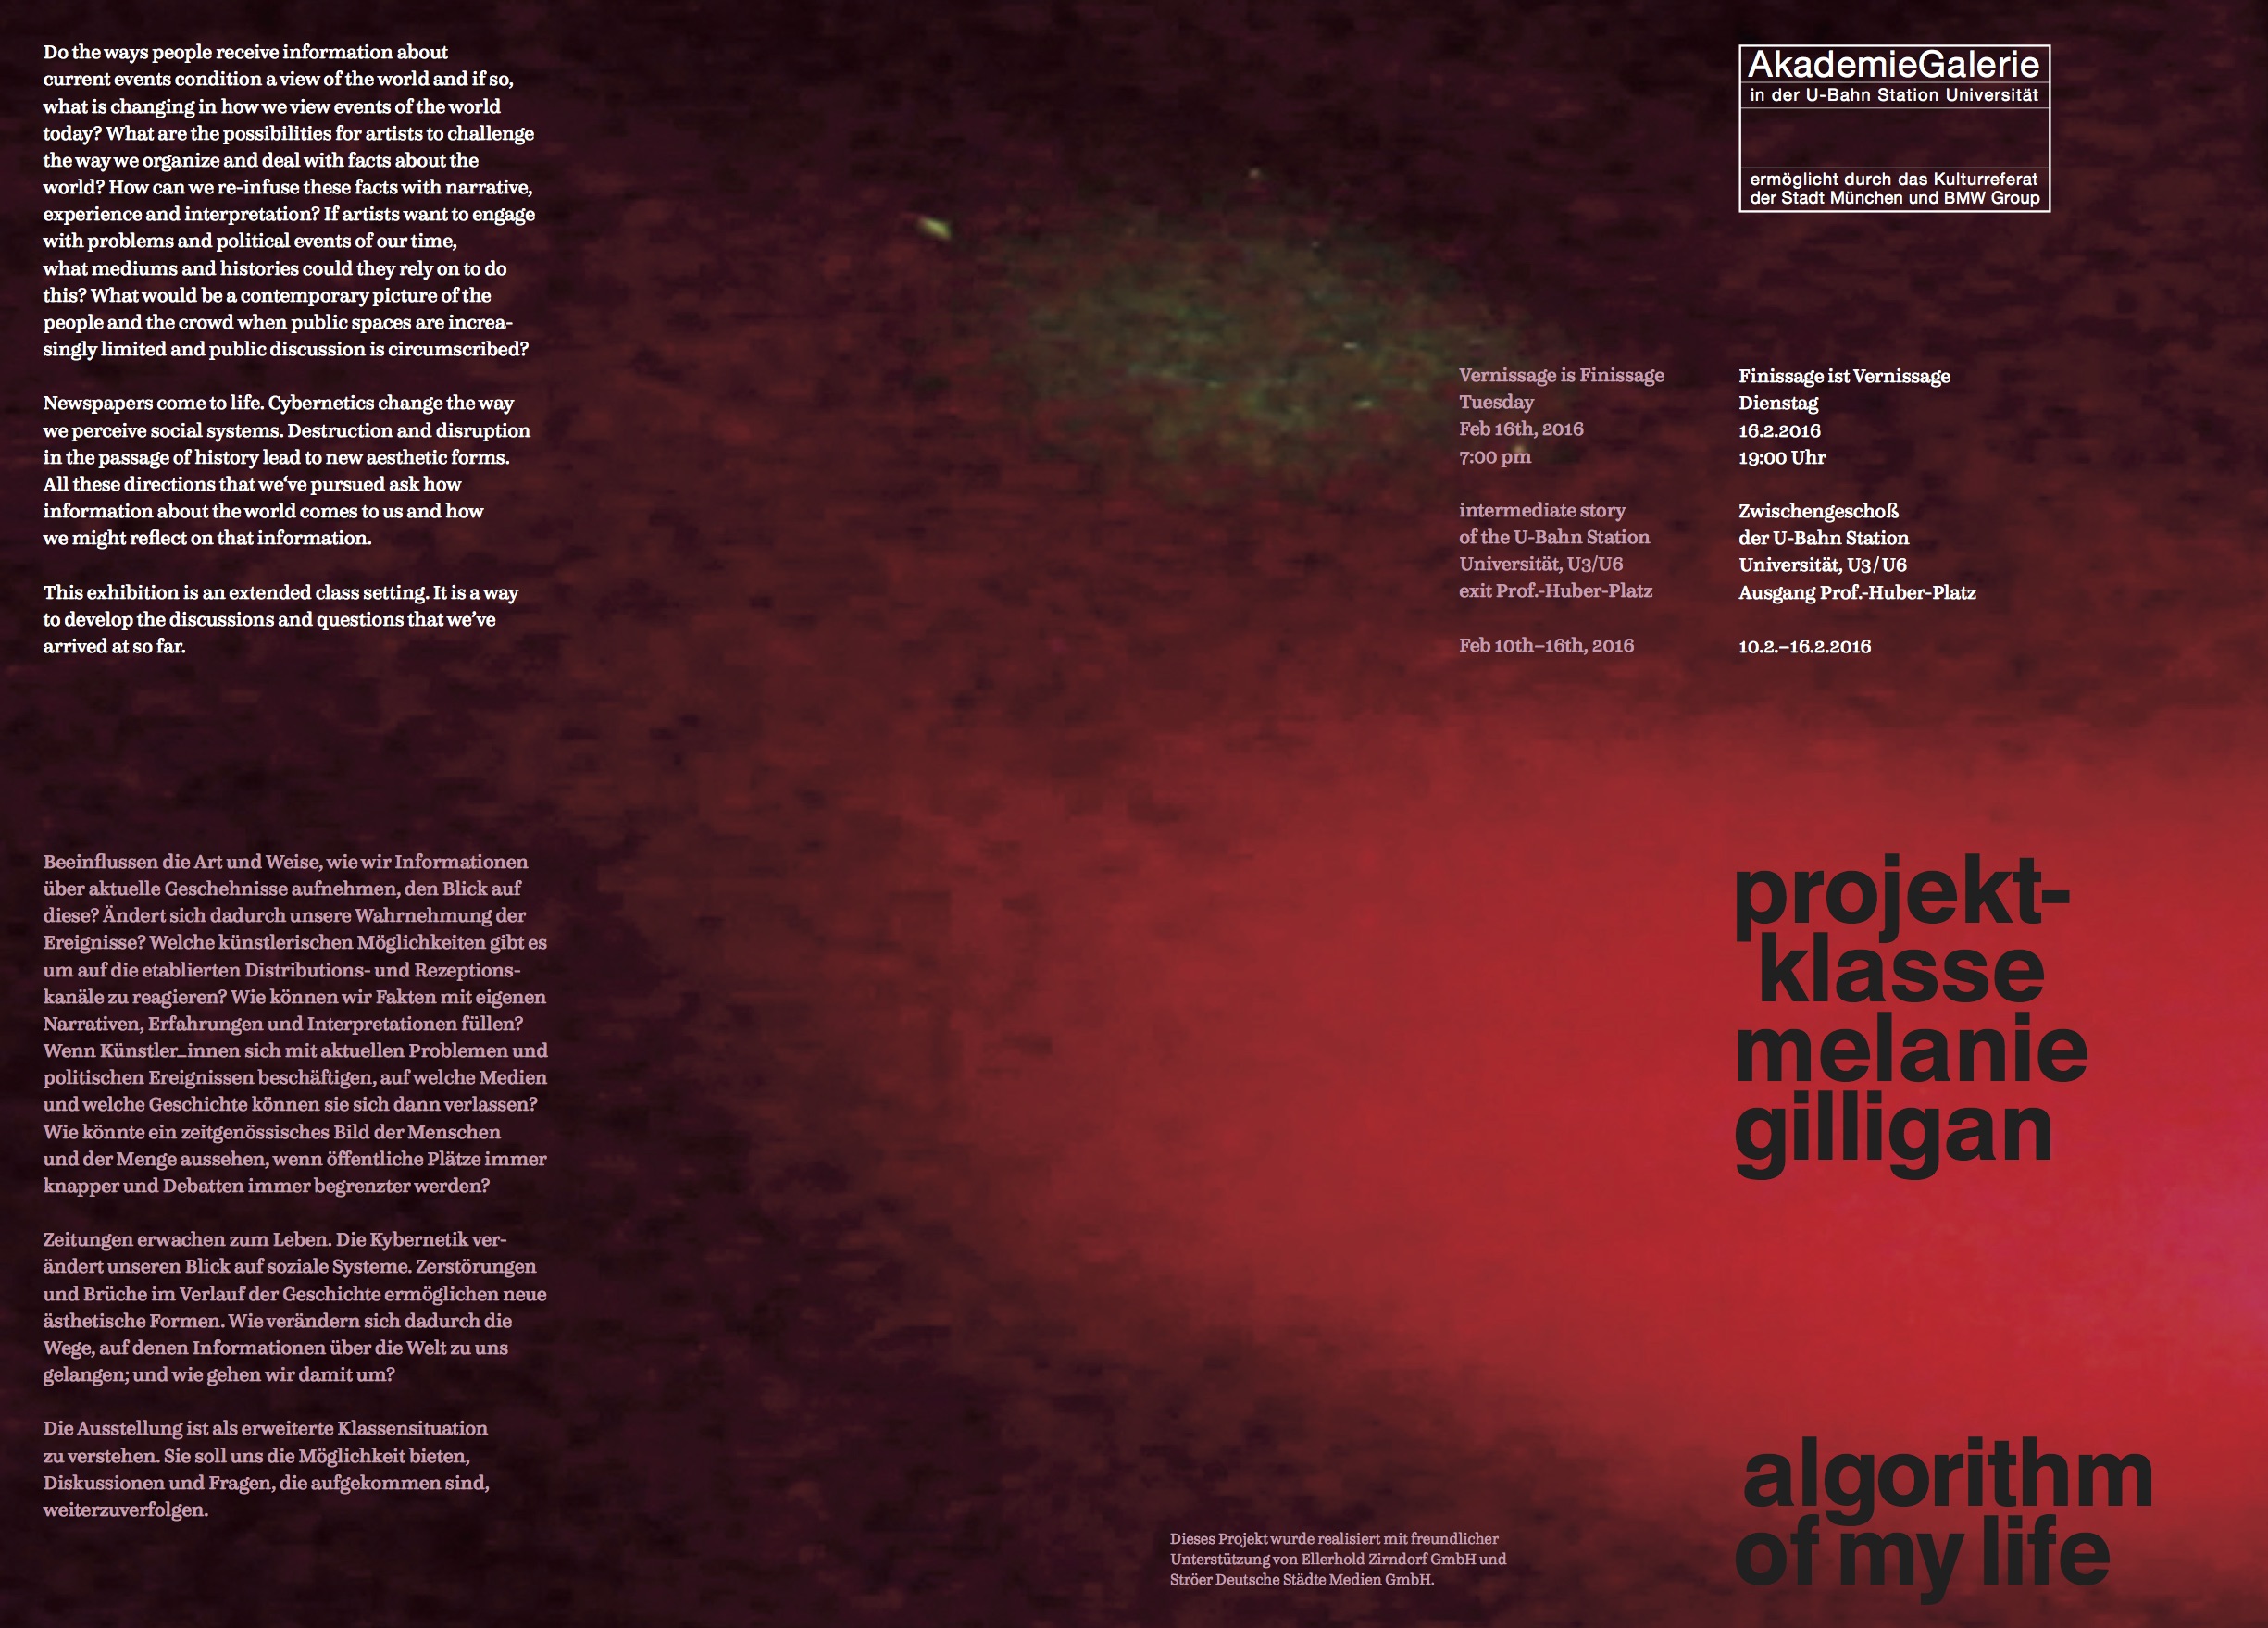 Do the ways people receive information about
current events condition a view of the world and if so,
what is changing in how we view events of the world
today? What are the possibilities for artists to challenge
the way we organize and deal with facts about the
world? How can we re-infuse these facts with narrative,
experience and interpretation? If artists want to engage
with problems and political events of our time,
what mediums and histories could they rely on to do
this? What would be a contemporary picture of the
people and the crowd when public spaces are increa-
singly limited and public discussion is circumscribed?
Newspapers come to life. Cybernetics change the way
we perceive social systems. Destruction and disruption
in the passage of history lead to new aesthetic forms.
All these directions that we‘ve pursued ask how
information about the world comes to us and how
we might reflect on that information.
This exhibition is an extended class setting. It is a way
to develop the discussions and questions that we’ve
arrived at so far.
Beeinflussen die Art und Weise, wie wir Informationen
über aktuelle Geschehnisse aufnehmen, den Blick auf
diese? Ändert sich dadurch unsere Wahrnehmung der
Ereignisse? Welche künstlerischen Möglichkeiten gibt es
um auf die etablierten Distributions- und Rezeptions-
kanäle zu reagieren? Wie können wir Fakten mit eigenen
Narrativen, Erfahrungen und Interpretationen füllen?
Wenn Künstler_innen sich mit aktuellen Problemen und
politischen Ereignissen beschäftigen, auf welche Medien
und welche Geschichte können sie sich dann verlassen?
Wie könnte ein zeitgenössisches Bild der Menschen
und der Menge aussehen, wenn öffentliche Plätze immer
knapper und Debatten immer begrenzter werden?
Zeitungen erwachen zum Leben. Die Kybernetik ver-
ändert unseren Blick auf soziale Systeme. Zerstörungen
und Brüche im Verlauf der Geschichte ermöglichen neue
ästhetische Formen. Wie verändern sich dadurch die
Wege, auf denen Informationen über die Welt zu uns
gelangen; und wie gehen wir damit um?
Die Ausstellung ist als erweiterte Klassensituation
zu verstehen. Sie soll uns die Möglichkeit bieten,
Diskussionen und Fragen, die aufgekommen sind,
weiterzuverfolgen.
Dieses Projekt wurde realisiert mit freundlicher
Unterstützung von Ellerhold Zirndorf GmbH und
Ströer Deutsche Städte Medien GmbH.
Vernissage is Finissage
Tuesday
Feb 16th, 2016
7:00 pm
intermediate story
of the U-Bahn Station
Universität, U3/U6
exit Prof.-Huber-Platz
Feb 10th–16th, 2016
AkademieGalerie
in der U-Bahn Station Universität
ermöglicht durch das Kulturreferat
der Stadt München und BMW Group
Finissage ist Vernissage
Dienstag
16.2.2016
19:00 Uhr
Zwischengeschoß
der U-Bahn Station
Universität, U3/U6
Ausgang Prof.-Huber-Platz
10.2.–16.2.2016
projekt-
klasse
melanie
gilligan
algorithm
of my life